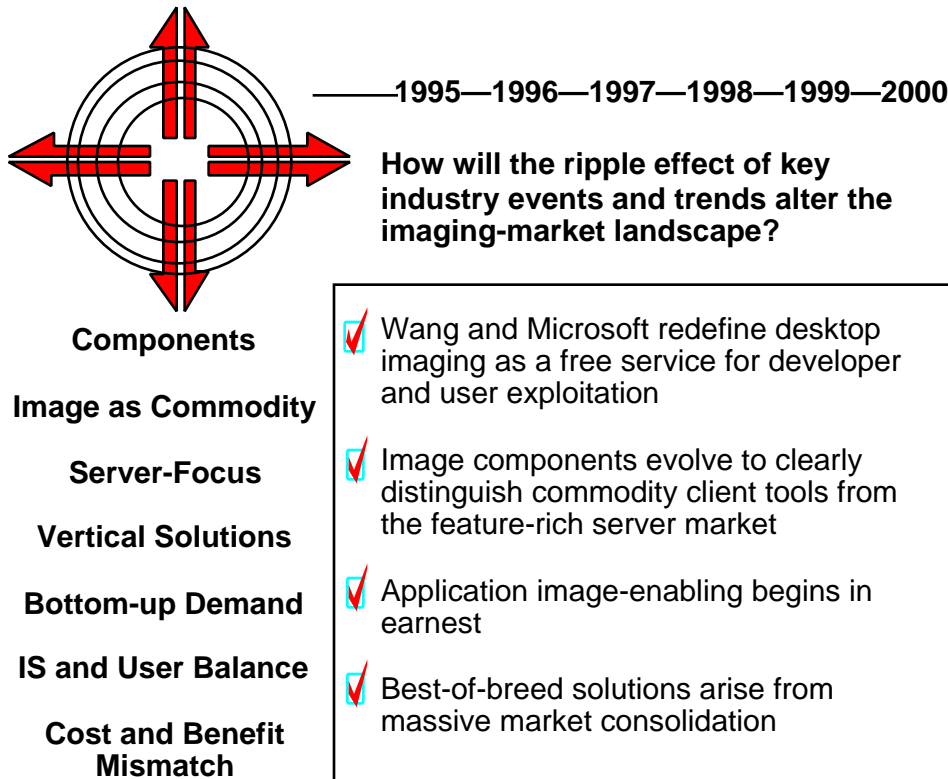 1995—1996—1997—1998—1999—2000
How will the ripple effect of key
industry events and trends alter the
imaging-market landscape?
Components
Image as Commodity
Server-Focus
Vertical Solutions
Bottom-up Demand
IS and User Balance
Cost and Benefit
Mismatch
Wang and Microsoft redefine desktop
imaging as a free service for developer
and user exploitation
Image components evolve to clearly
distinguish commodity client tools from
the feature-rich server market
Application image-enabling begins in
earnest
Best-of-breed solutions arise from
massive market consolidation